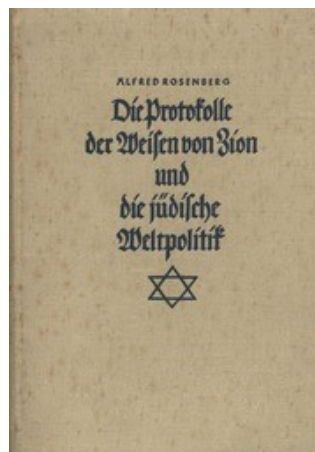 ALFRED ROSENBERG
Die Protokolle
der Weisen von Zion
und
die jüdische
Weltpolitik